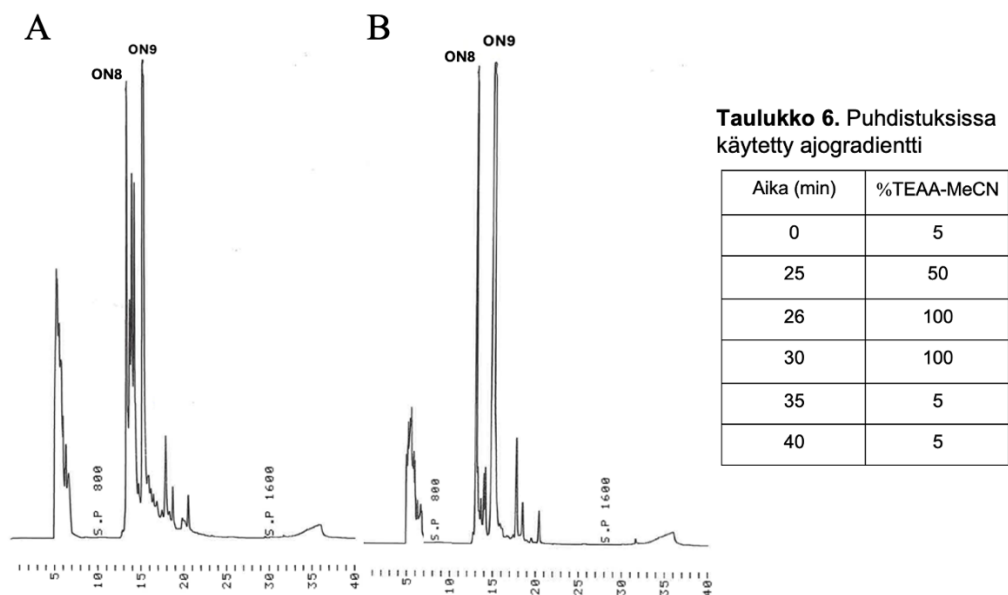 A
ON8
ON9
S.P 800
S.P 1600
5
10
15
20
25
30
35
40
B
ON8
ON9
S.P 800
S.P 1600
5
10
15
20
25
30
35
40
Taulukko 6. Puhdistuksissa
käytetty ajogradientti
Aika (min) %TEAA-MeCN
0 5
25 50
26 100
30 100
35 5
40 5